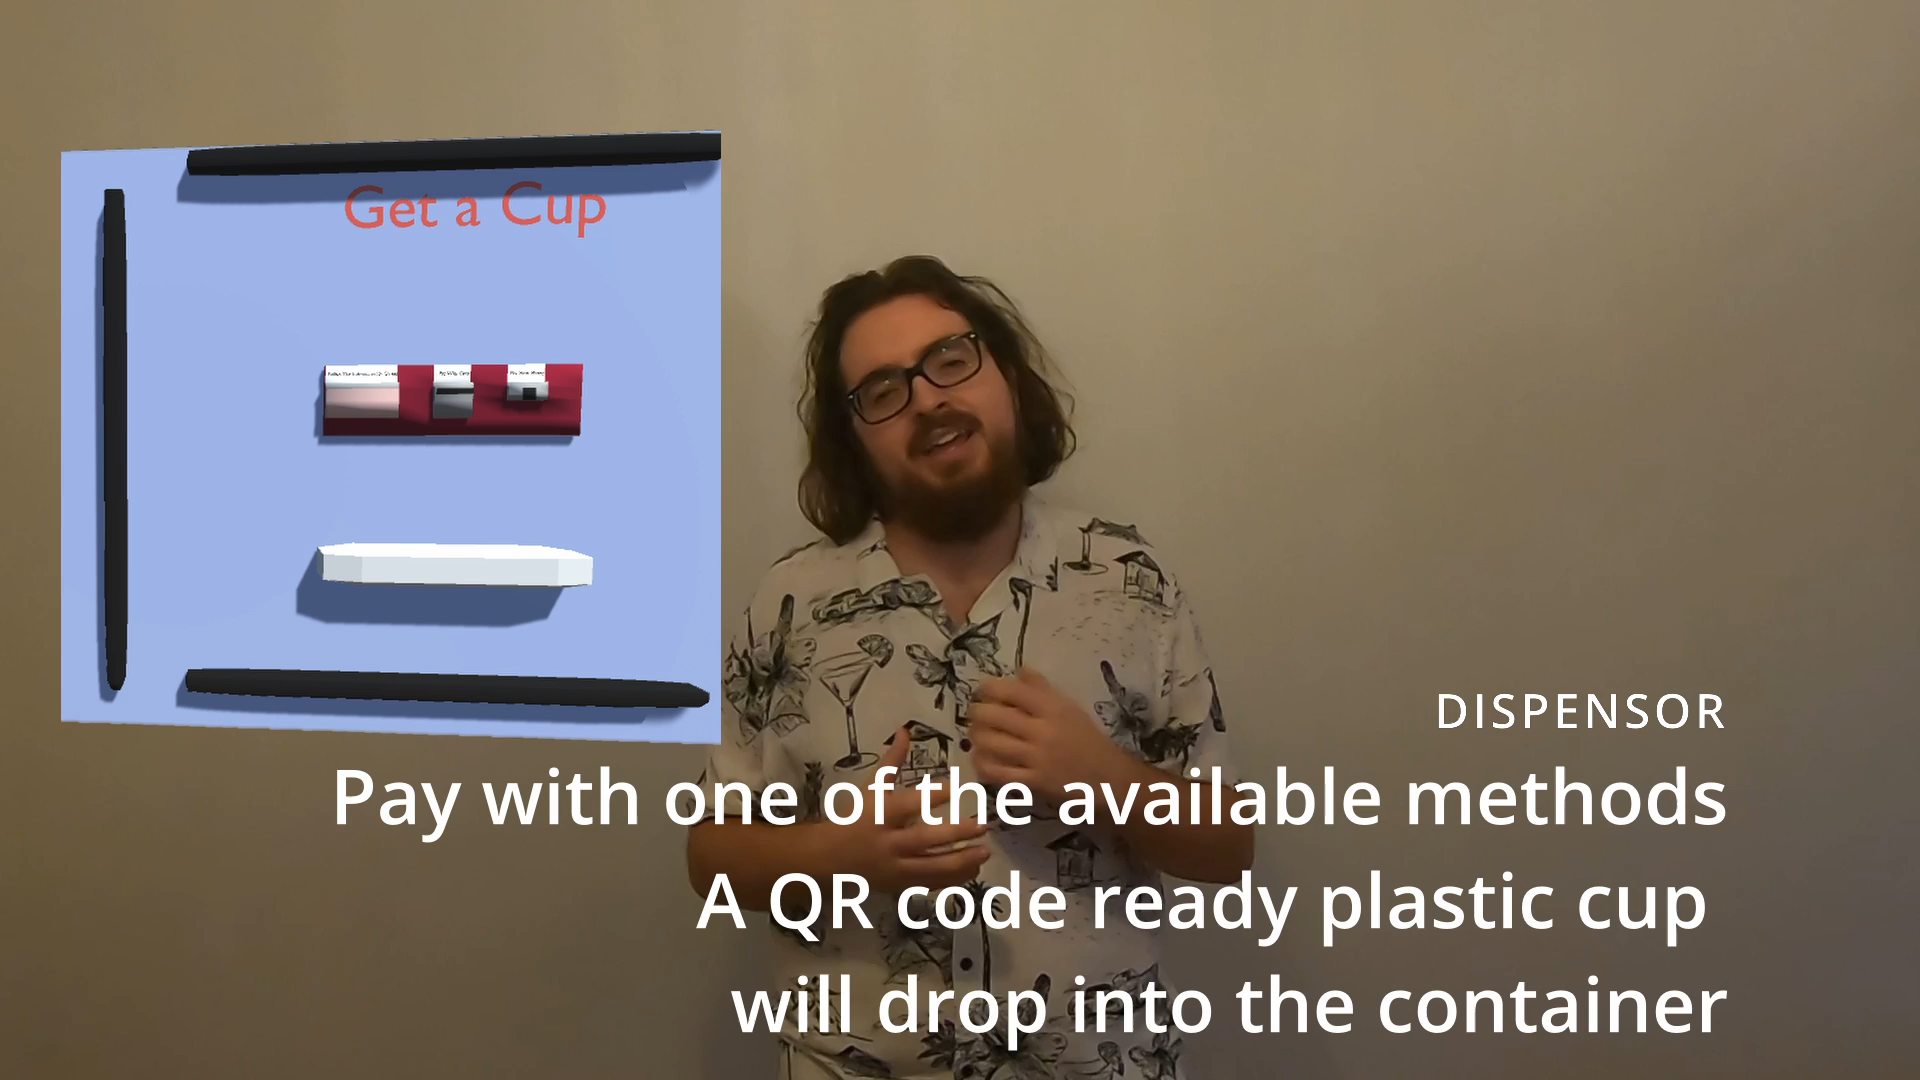 Get a Cup
DISPENSOR
Pay with one of the available methods
A QR code ready plastic cup
will drop into the container